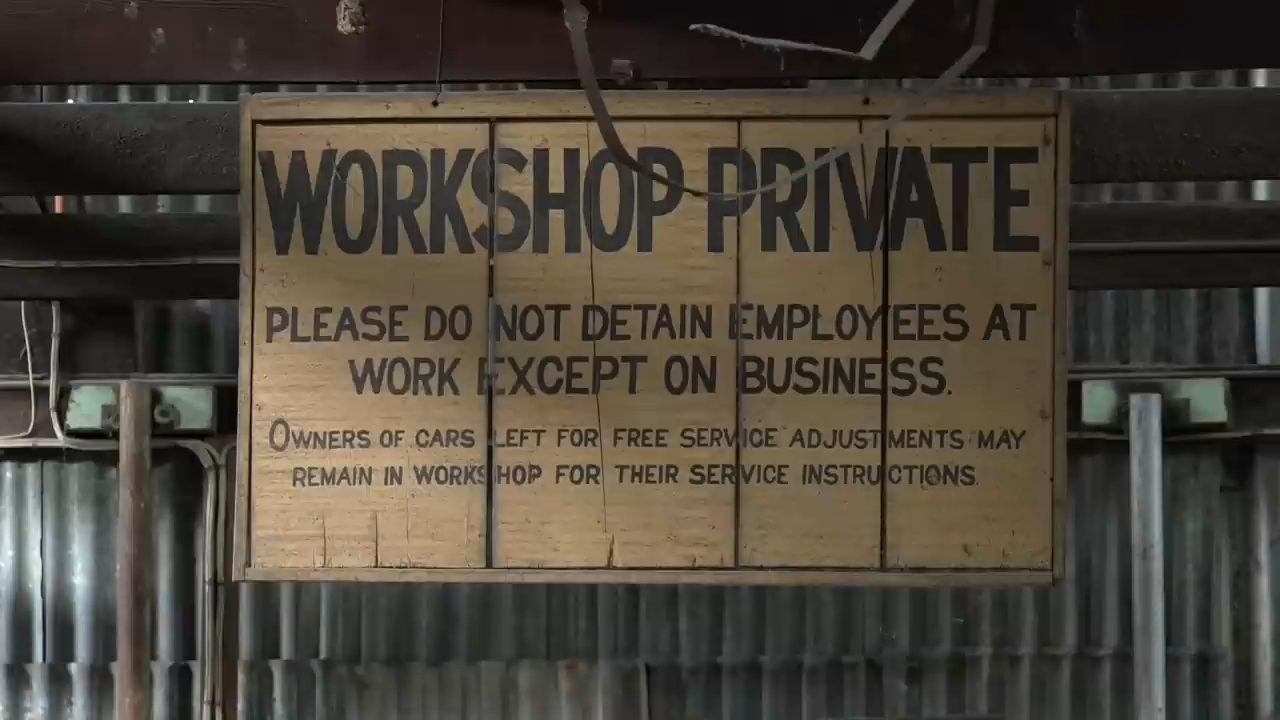 WORKSHOP PRIVATE
PLEASE DO NOT DETAIN EMPLOYEES AT
WORK EXCEPT ON BUSINESS.
OWNERS OF CARS LEFT FOR FREE SERVICE ADJUSTMENTS MAY
REMAIN IN WORKSHOP FOR THEIR SERVICE INSTRUCTIONS.